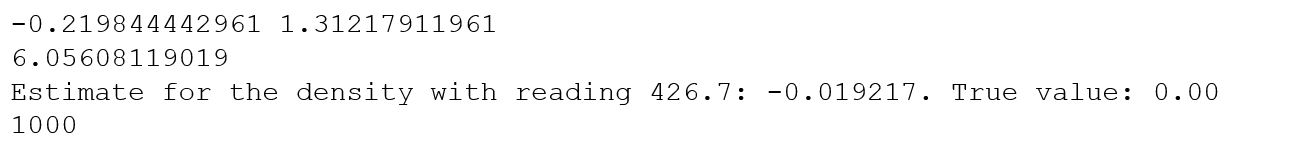 -0.219844442961 1.31217911961
6.05608119019
Estimate for the density with reading 426.7: -0.019217. True value: 0.00
1000